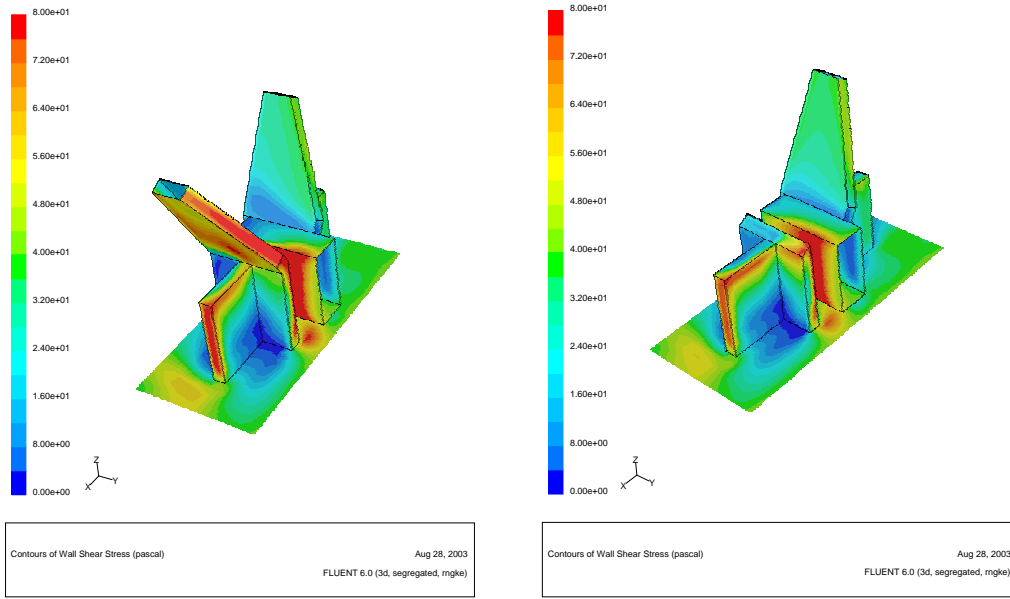 8.00e+01
7.20e+01
6.40e+01
5.60e+01
4.80e+01
4.00e+01
3.20e+01
2.40e+01
1.60e+01
8.00e+00
0.00e+00
Z
Y
X
Contours of Wall Shear Stress (pascal)
Aug 28, 2003
FLUENT 6.0 (3d, segregated, rngke)
8.00e+01
7.20e+01
6.40e+01
5.60e+01
4.80e+01
4.00e+01
3.20e+01
2.40e+01
1.60e+01
8.00e+00
0.00e+00
Z
Y
X
Contours of Wall Shear Stress (pascal)
Aug 28, 2003
FLUENT 6.0 (3d, segregated, rngke)